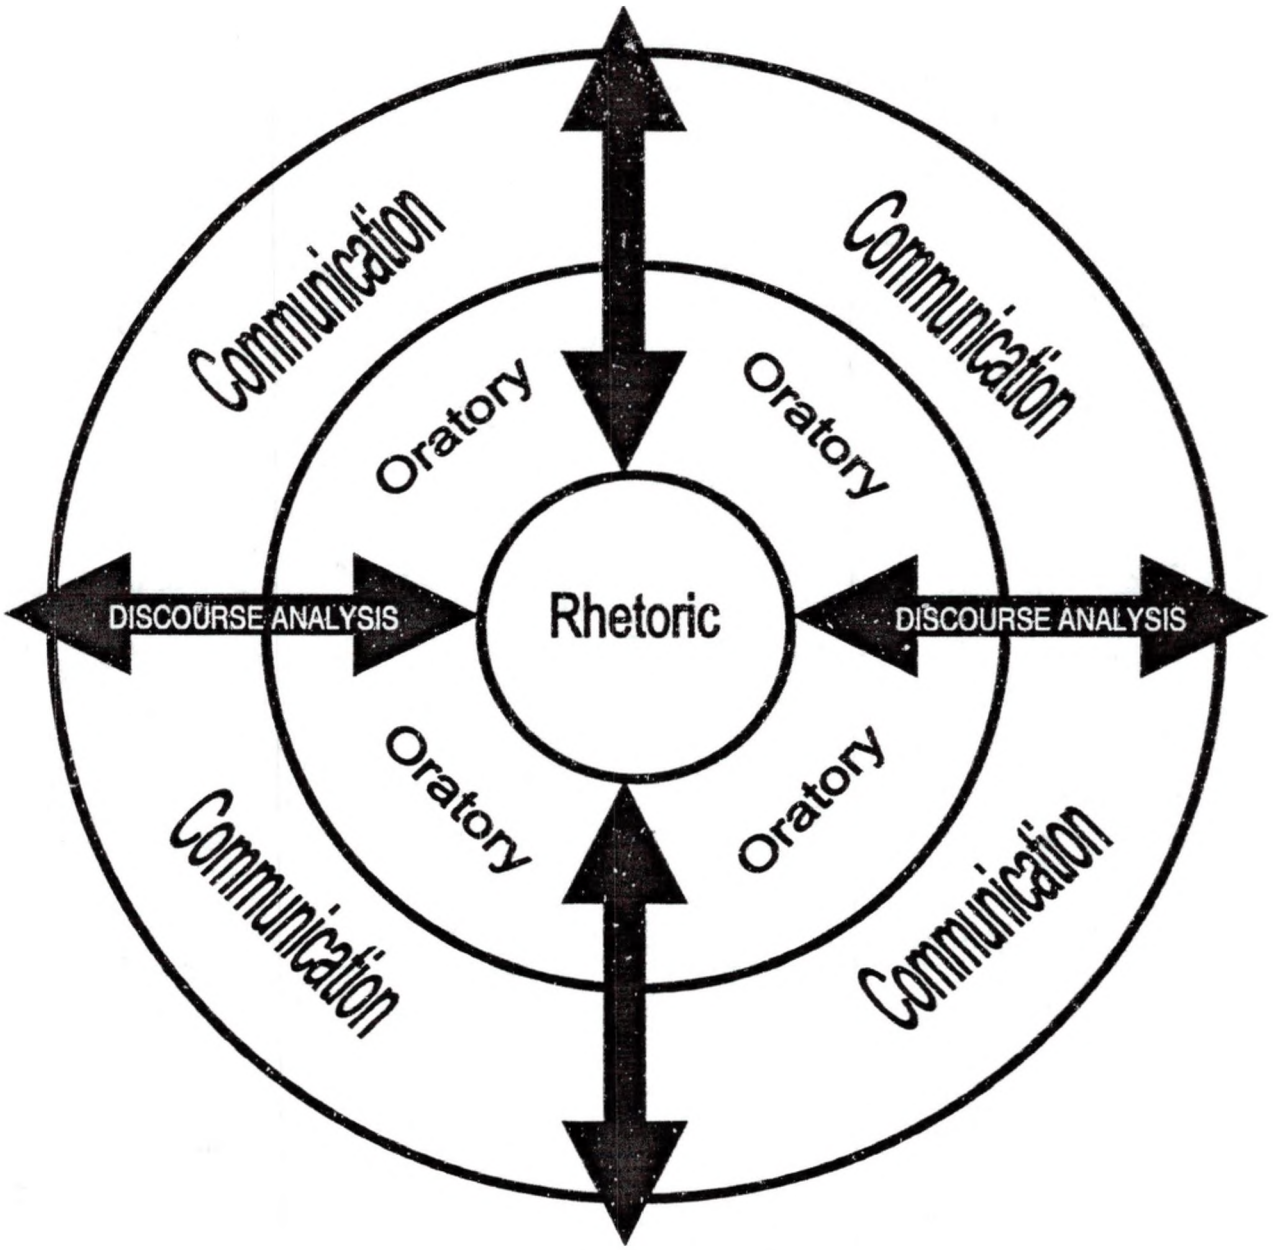 Communication
Communication
Oratory
Oratory
DISCOURSE ANALYSIS
Rhetoric
DISCOURSE ANALYSIS
Oratory
Oratory
Communication
Communication